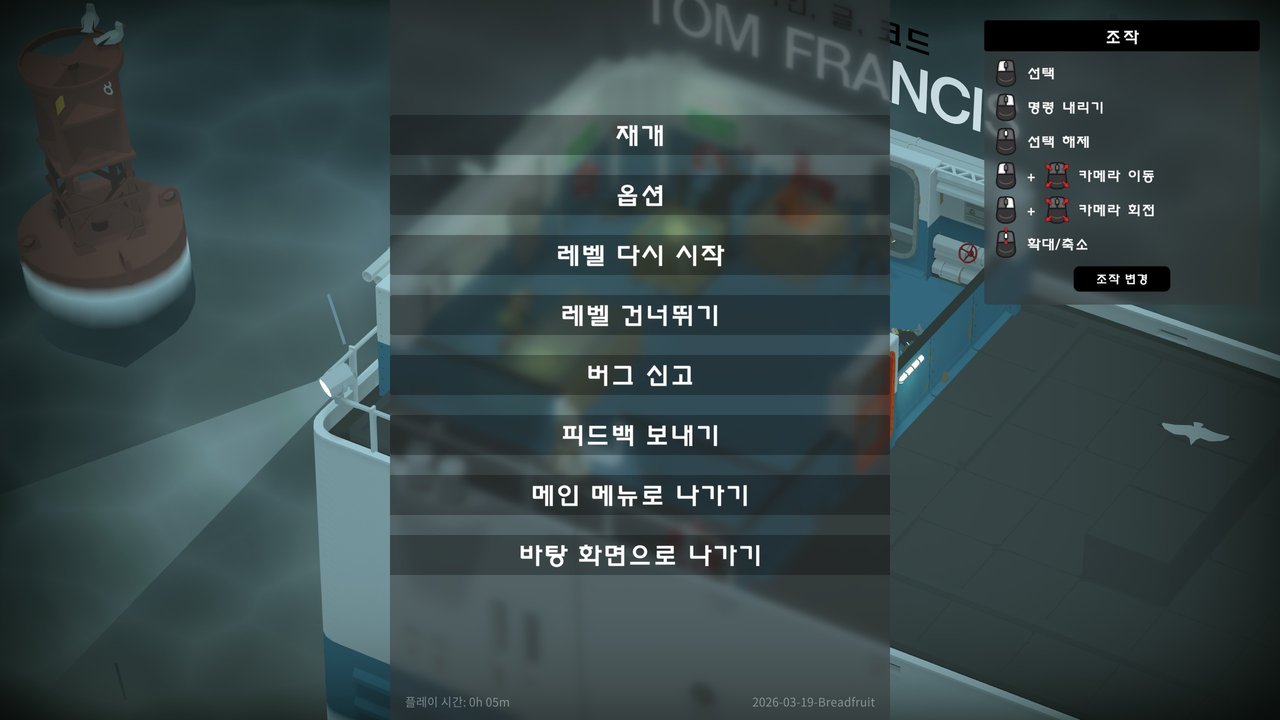 코드
TOM FRANCIS
재개
옵션
레벨 다시 시작
레벨 건너뛰기
버그 신고
피드백 보내기
메인 메뉴로 나가기
바탕 화면으로 나가기
플레이 시간: 0h 05m
2026-03-19-Breadfruit
조작
선택
명령 내리기
선택 해제
+ 카메라 이동
+ 카메라 회전
확대/축소
조작 변경